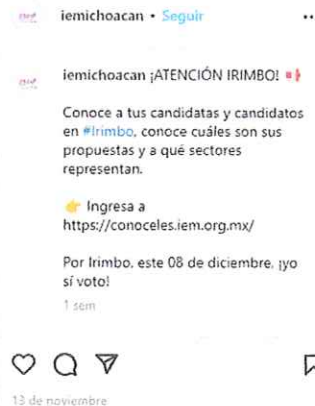 iemichoacan • Seguir
iemichoacan ¡ATENCIÓN IRIMBO!
Conoce a tus candidatas y candidatos
en #Irimbo, conoce cuáles son sus
propuestas y a qué sectores
representan.
👉 Ingresa a
https://conoceles.iem.org.mx/
Por Irimbo, este 08 de diciembre, ¡yo
sí voto!
1 sem
13 de noviembre